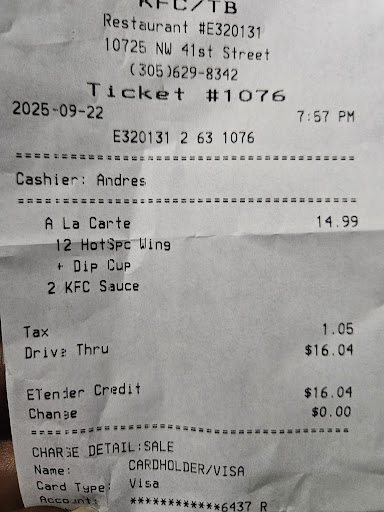 KFC/TB
Restaurant #E320131
10725 NW 41st Street
(305)629-8342
Ticket #1076
2025-09-22 7:57 PM
E320131 2 63 1076
====================================
Cashier: Andres
====================================
A La Carte 14.99
12 HotSpc Wing
+ Dip Cup
2 KFC Sauce
Tax 1.05
Drive Thru $16.04
ETender Credit $16.04
Change $0.00
====================================
CHARGE DETAIL:SALE
Name: CARDHOLDER/VISA
Card Type: Visa
Account: ************6437 R